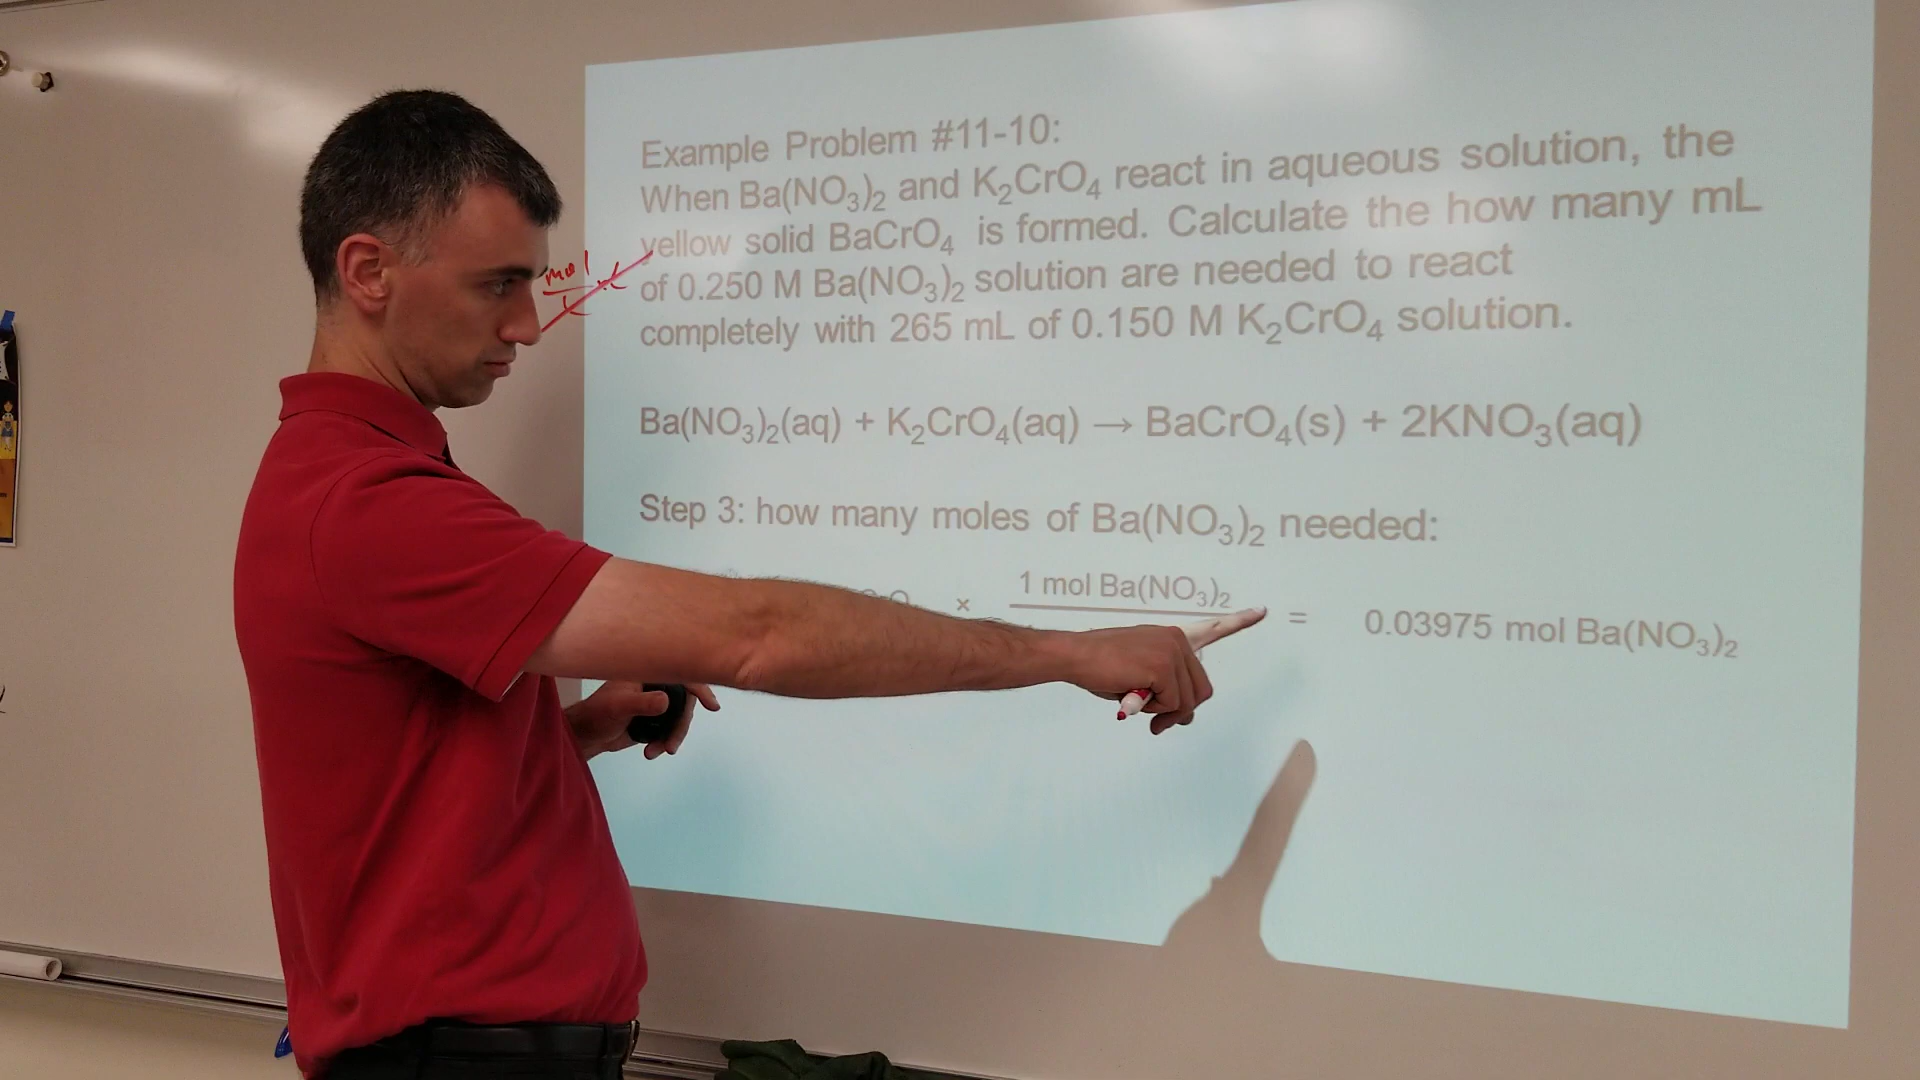 Example Problem #11-10:
When Ba(NO₃)₂ and K₂CrO₄ react in aqueous solution, the
yellow solid BaCrO₄ is formed. Calculate the how many mL
of 0.250 M Ba(NO₃)₂ solution are needed to react
completely with 265 mL of 0.150 M K₂CrO₄ solution.
mol
Ba(NO₃)₂(aq) + K₂CrO₄(aq) → BaCrO₄(s) + 2KNO₃(aq)
Step 3: how many moles of Ba(NO₃)₂ needed:
× 1 mol Ba(NO₃)₂ = 0.03975 mol Ba(NO₃)₂